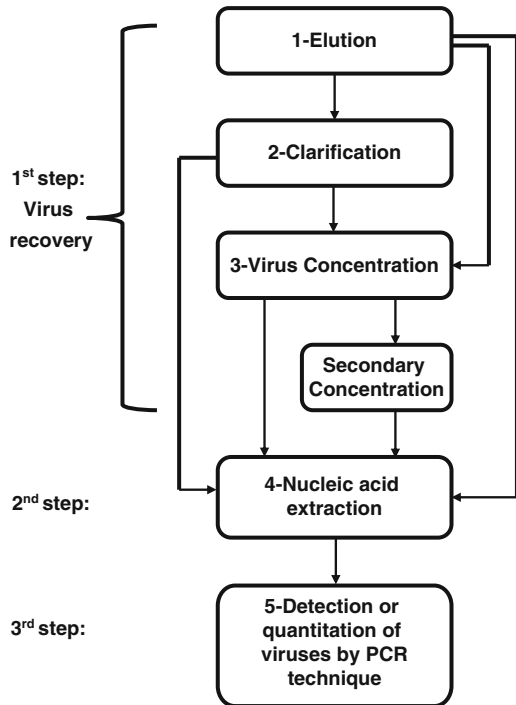 1-Elution
2-Clarification
1st step:
Virus
recovery
3-Virus Concentration
Secondary
Concentration
4-Nucleic acid
extraction
2nd step:
5-Detection or
quantitation of
viruses by PCR
technique
3rd step: